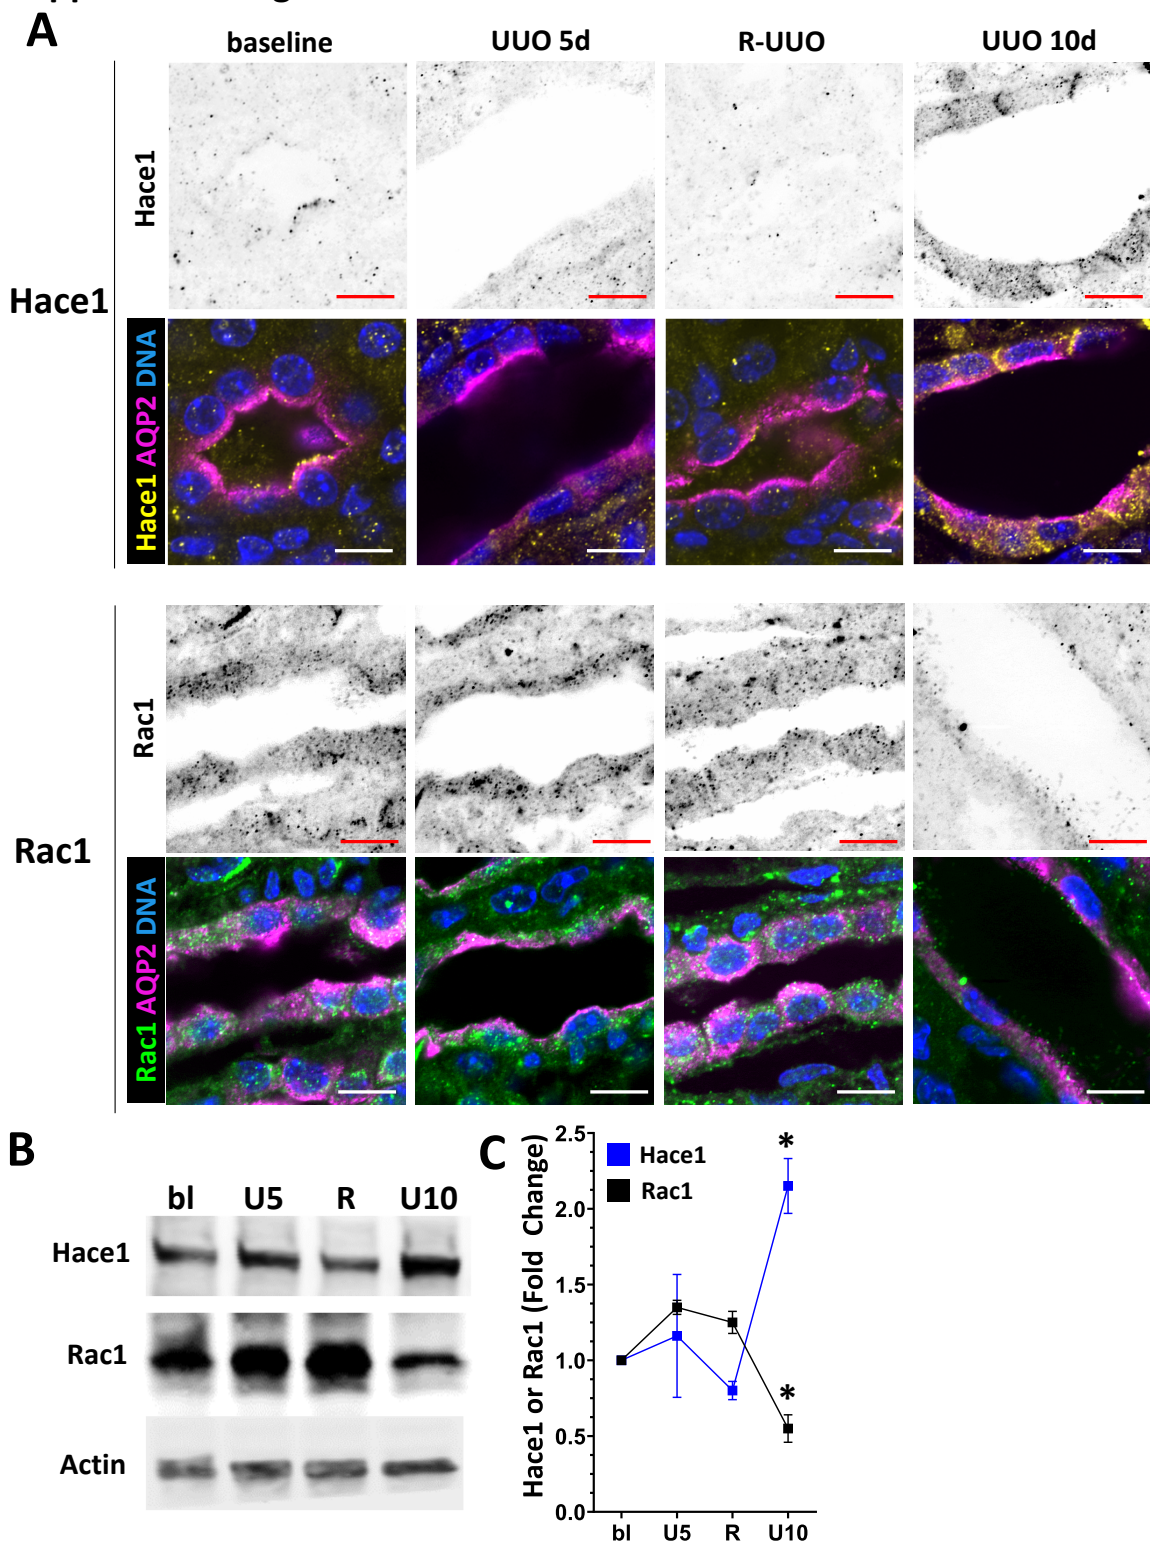 A
baseline UUO 5d R-UUO UUO 10d
Hace1
Hace1
Hace1 AQP2 DNA
Rac1
Rac1
Rac1 AQP2 DNA
B
bl U5 R U10
Hace1
Rac1
Actin
C
Hace1 or Rac1 (Fold Change)
2.5
2.0
1.5
1.0
0.5
0.0
Hace1
Rac1
*
*
bl U5 R U10